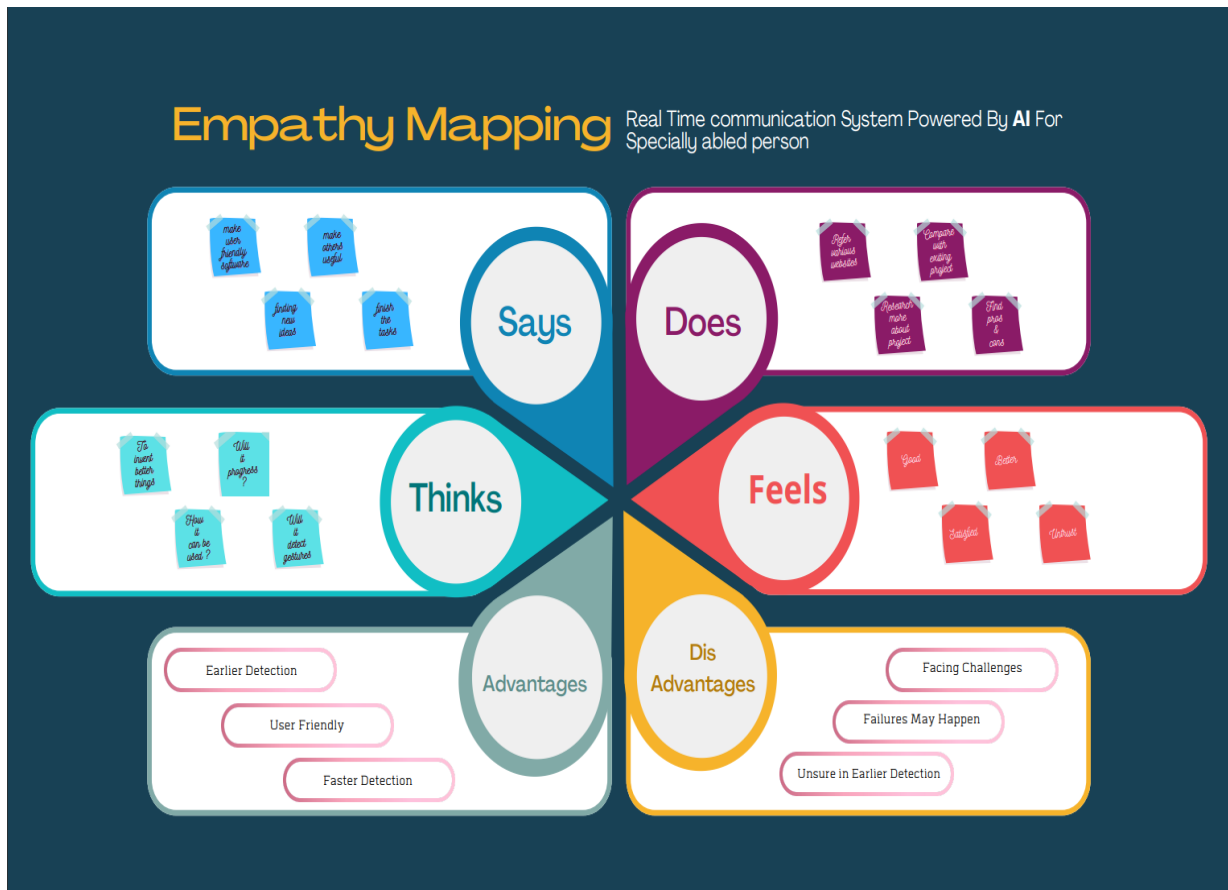 Empathy Mapping
Real Time communication System Powered By AI For
Specially abled person
make
user
friendly
software
make
others
useful
finding
new
ideas
finish
the
tasks
Says
Does
Refer
various
websites
Compare
with
exiting
project
Research
more
about
project
Find
pros
&
cons
To
invent
better
things
Will
it
progress
?
How
it
can be
used ?
Will
it
detect
gestures
Thinks
Feels
Good
Better
Satisfied
Untrust
Earlier Detection
User Friendly
Faster Detection
Advantages
Dis
Advantages
Facing Challenges
Failures May Happen
Unsure in Earlier Detection